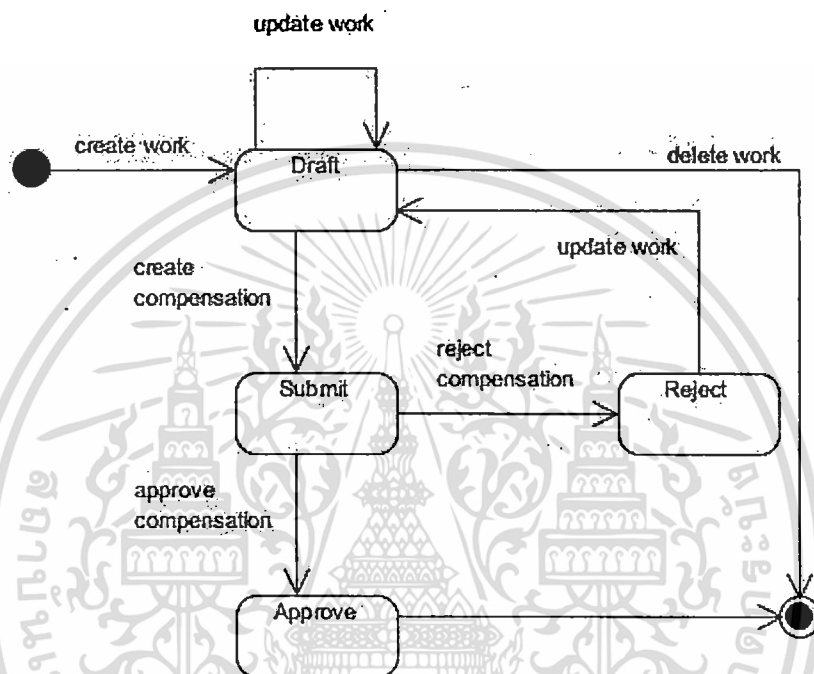 update work
create work
Draft
delete work
update work
create
compensation
reject
compensation
Submit
Reject
approve
compensation
Approve